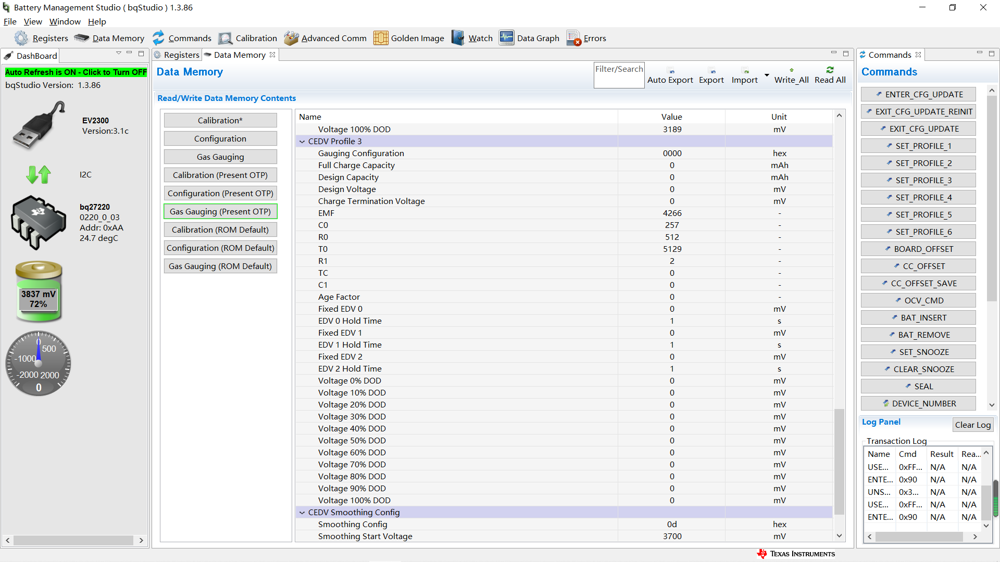 Battery Management Studio ( bqStudio ) 1.3.86
File View Window Help
Registers Data Memory Commands Calibration Advanced Comm Golden Image Watch Data Graph Errors
DashBoard
Auto Refresh is ON - Click to Turn OFF
bqStudio Version: 1.3.86
EV2300
Version:3.1c
I2C
bq27220
0220_0_03
Addr: 0xAA
24.7 degC
3837 mV
72%
0
500
-1000
-2000 2000
0
Registers Data Memory
Data Memory
Filter/Search
Auto Export Export Import Write_All Read All
Read/Write Data Memory Contents
Calibration*
Configuration
Gas Gauging
Calibration (Present OTP)
Configuration (Present OTP)
Gas Gauging (Present OTP)
Calibration (ROM Default)
Configuration (ROM Default)
Gas Gauging (ROM Default)
Name Value Unit
Voltage 100% DOD 3189 mV
CEDV Profile 3
Gauging Configuration 0000 hex
Full Charge Capacity 0 mAh
Design Capacity 0 mAh
Design Voltage 0 mV
Charge Termination Voltage 0 mV
EMF 4266 -
C0 257 -
R0 512 -
T0 5129 -
R1 2 -
TC 0 -
C1 0 -
Age Factor 0 -
Fixed EDV 0 0 mV
EDV 0 Hold Time 1 s
Fixed EDV 1 0 mV
EDV 1 Hold Time 1 s
Fixed EDV 2 0 mV
EDV 2 Hold Time 1 s
Voltage 0% DOD 0 mV
Voltage 10% DOD 0 mV
Voltage 20% DOD 0 mV
Voltage 30% DOD 0 mV
Voltage 40% DOD 0 mV
Voltage 50% DOD 0 mV
Voltage 60% DOD 0 mV
Voltage 70% DOD 0 mV
Voltage 80% DOD 0 mV
Voltage 90% DOD 0 mV
Voltage 100% DOD 0 mV
CEDV Smoothing Config
Smoothing Config 0d hex
Smoothing Start Voltage 3700 mV
Commands
Commands
ENTER_CFG_UPDATE
EXIT_CFG_UPDATE_REINIT
EXIT_CFG_UPDATE
SET_PROFILE_1
SET_PROFILE_2
SET_PROFILE_3
SET_PROFILE_4
SET_PROFILE_5
SET_PROFILE_6
BOARD_OFFSET
CC_OFFSET
CC_OFFSET_SAVE
OCV_CMD
BAT_INSERT
BAT_REMOVE
SET_SNOOZE
CLEAR_SNOOZE
SEAL
DEVICE_NUMBER
Log Panel
Clear Log
Transaction Log
Name Cmd Result Rea...
USE... 0xFF... N/A N/A
ENTE... 0x90 N/A N/A
UNS... 0x3... N/A N/A
USE... 0xFF... N/A N/A
ENTE... 0x90 N/A N/A
TEXAS INSTRUMENTS